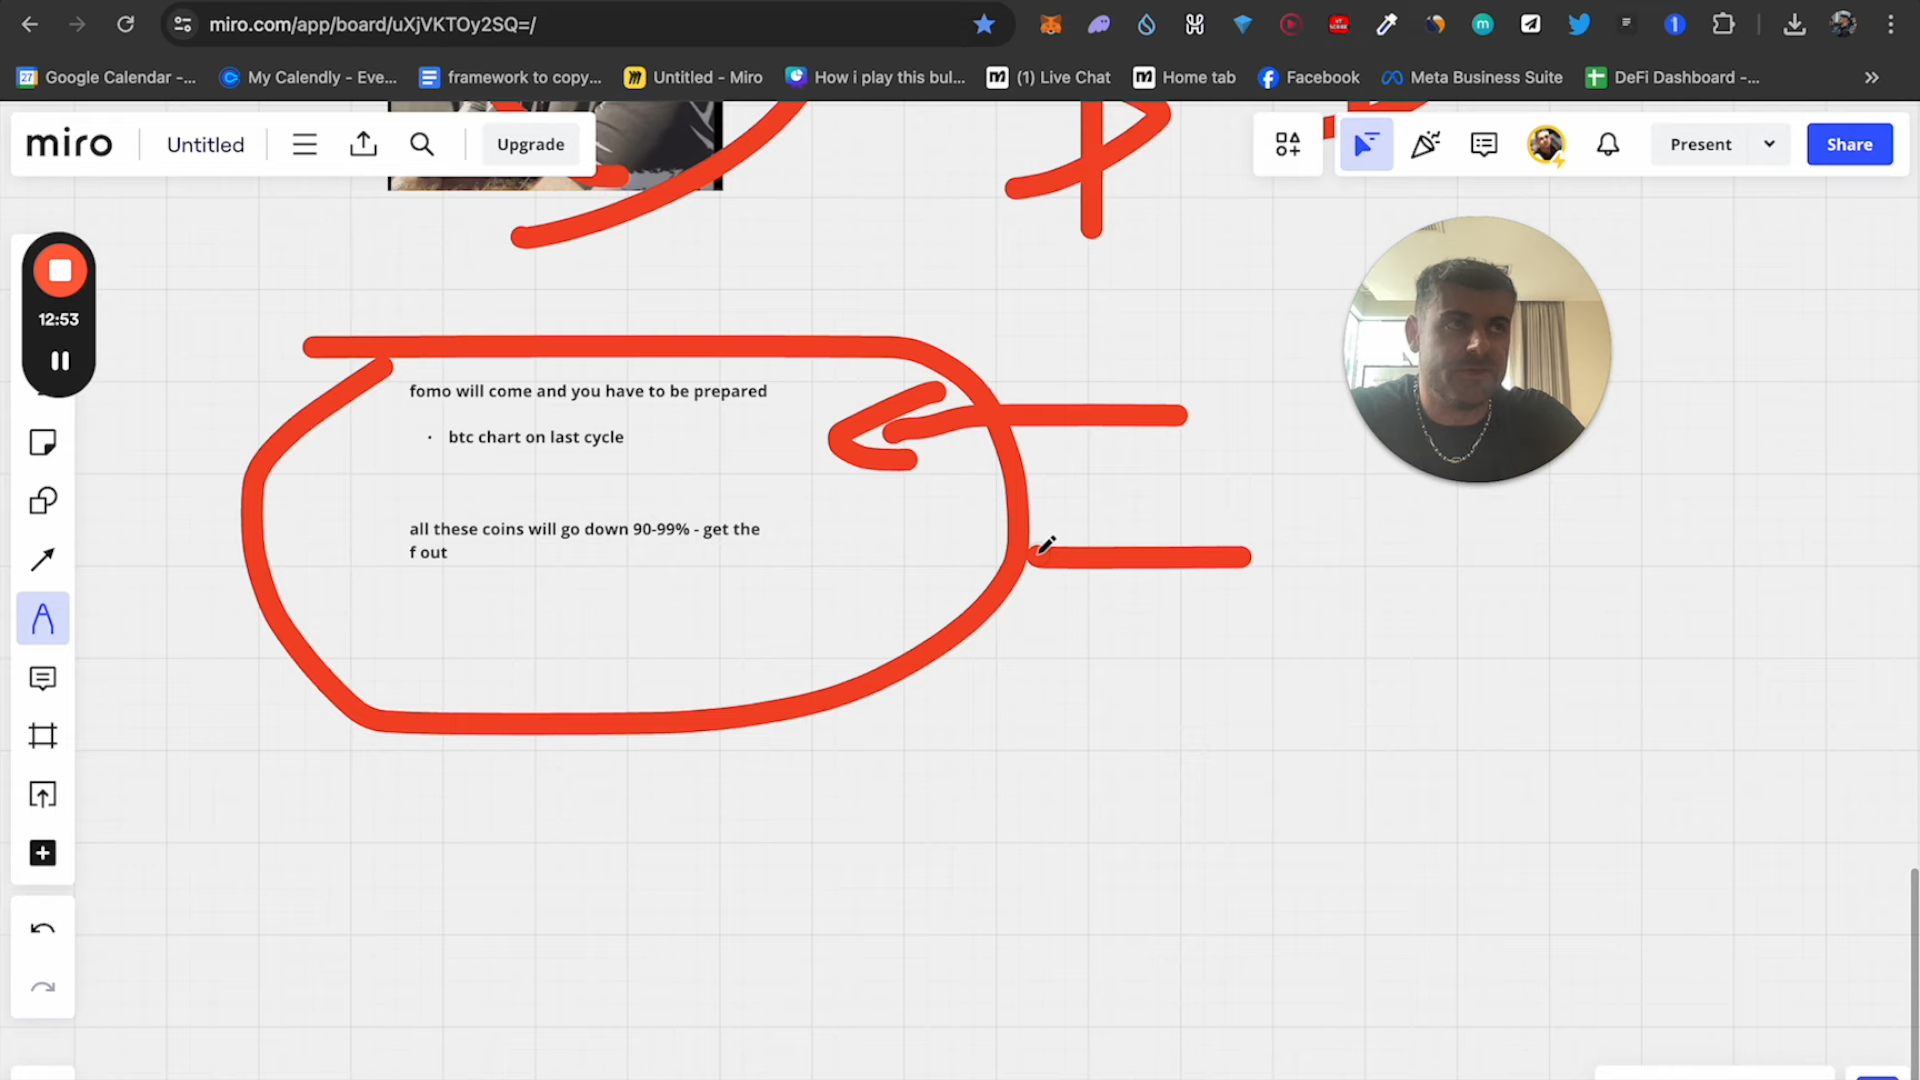 miro.com/app/board/uXjVKTOy2SQ=/
27 Google Calendar -...
My Calendly - Eve...
framework to copy...
Untitled - Miro
How i play this bul...
(1) Live Chat
Home tab
Facebook
Meta Business Suite
DeFi Dashboard -...
miro
Untitled
Upgrade
Present
Share
12:53
fomo will come and you have to be prepared
· btc chart on last cycle
all these coins will go down 90-99% - get the
f out